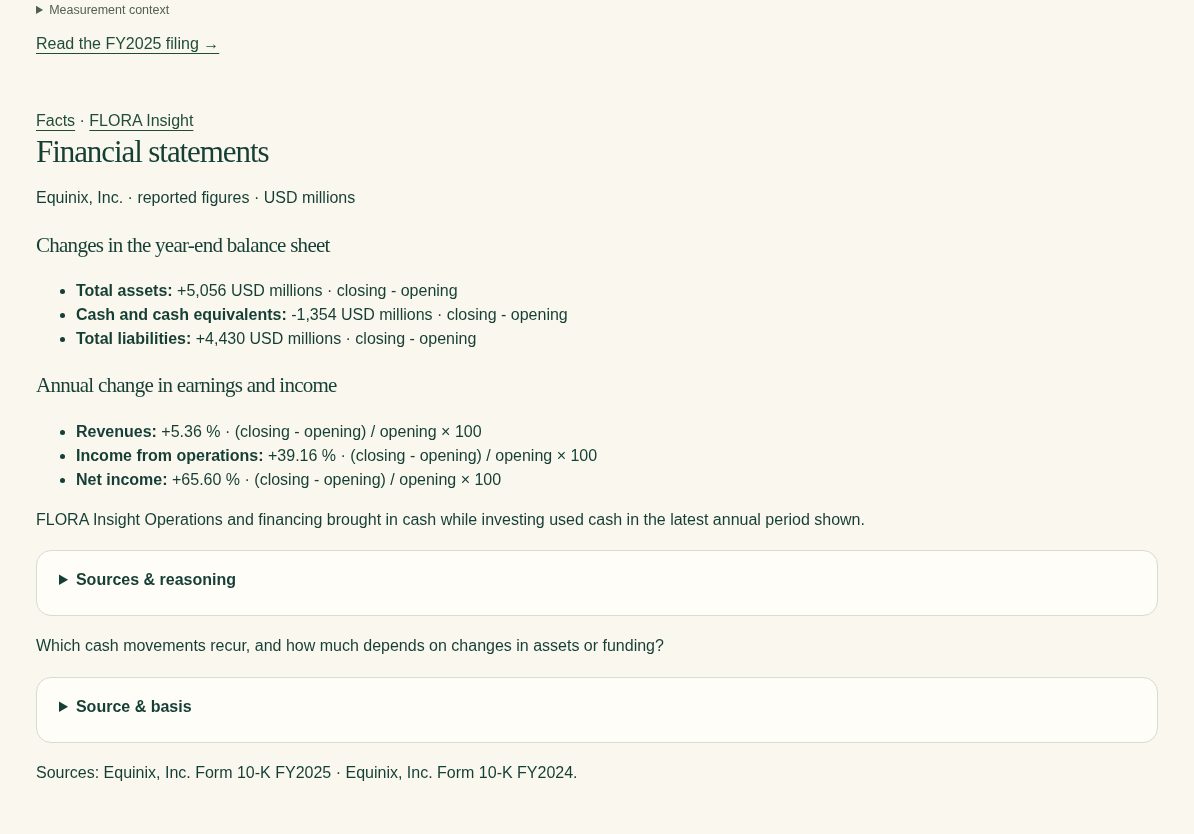 Measurement context
Read the FY2025 filing →
Facts · FLORA Insight
Financial statements
Equinix, Inc. · reported figures · USD millions
Changes in the year-end balance sheet
Total assets: +5,056 USD millions · closing - opening
Cash and cash equivalents: -1,354 USD millions · closing - opening
Total liabilities: +4,430 USD millions · closing - opening
Annual change in earnings and income
Revenues: +5.36 % · (closing - opening) / opening × 100
Income from operations: +39.16 % · (closing - opening) / opening × 100
Net income: +65.60 % · (closing - opening) / opening × 100
FLORA Insight Operations and financing brought in cash while investing used cash in the latest annual period shown.
Sources & reasoning
Which cash movements recur, and how much depends on changes in assets or funding?
Source & basis
Sources: Equinix, Inc. Form 10-K FY2025 · Equinix, Inc. Form 10-K FY2024.